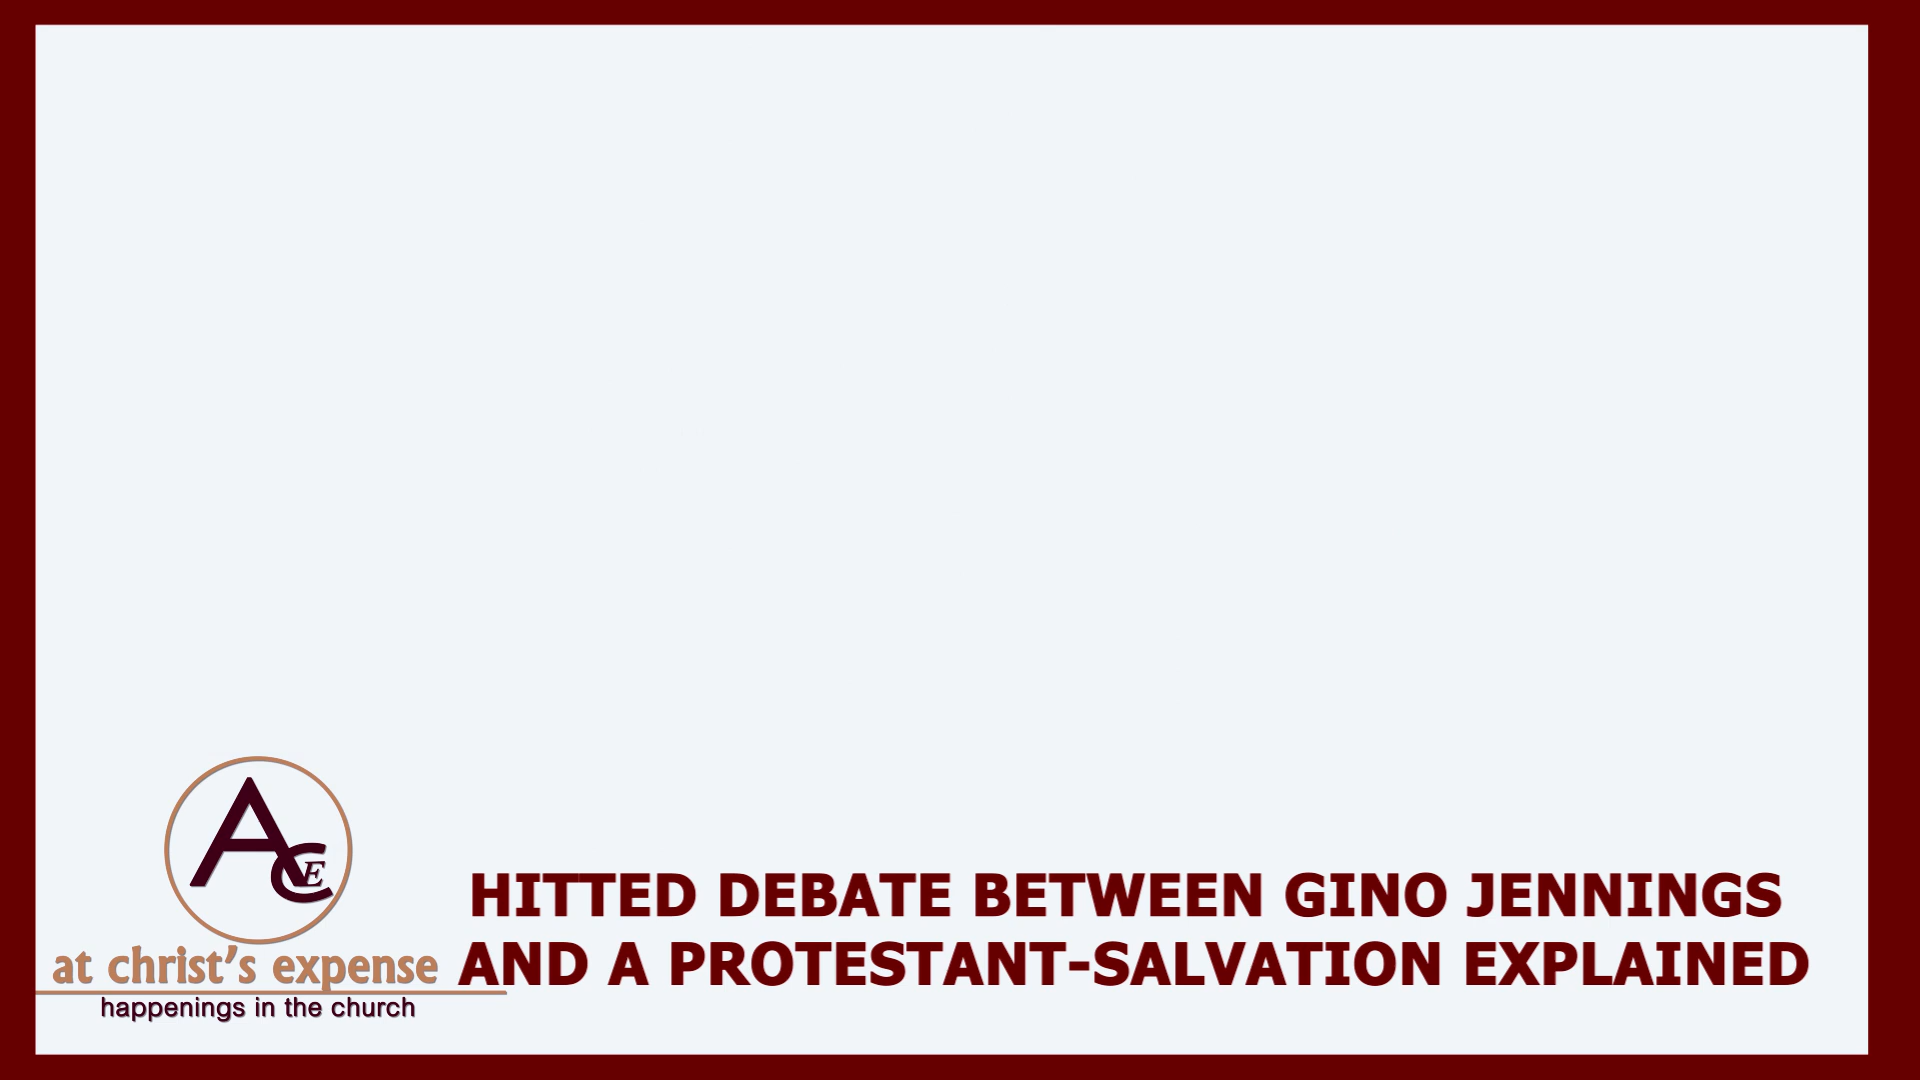 ACE
at christ's expense
happenings in the church
HITTED DEBATE BETWEEN GINO JENNINGS
AND A PROTESTANT-SALVATION EXPLAINED